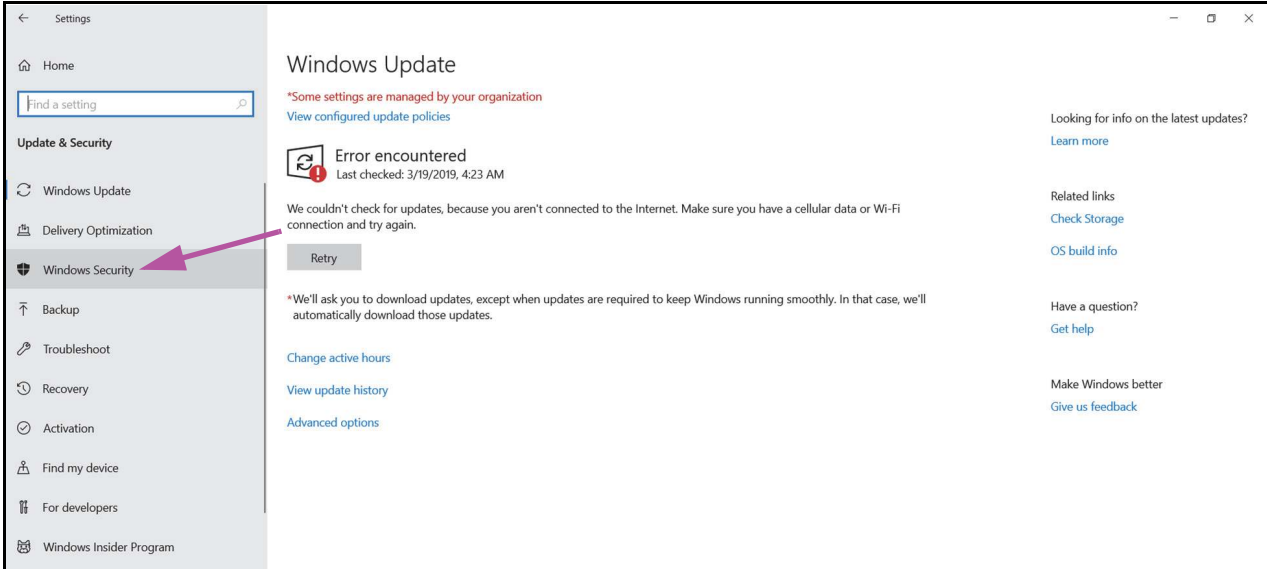 Settings
Home
Find a setting
Update & Security
Windows Update
Delivery Optimization
Windows Security
Backup
Troubleshoot
Recovery
Activation
Find my device
For developers
Windows Insider Program
Windows Update
*Some settings are managed by your organization
View configured update policies
Error encountered
Last checked: 3/19/2019, 4:23 AM
We couldn't check for updates, because you aren't connected to the Internet. Make sure you have a cellular data or Wi-Fi
connection and try again.
Retry
*We'll ask you to download updates, except when updates are required to keep Windows running smoothly. In that case, we'll
automatically download those updates.
Change active hours
View update history
Advanced options
Looking for info on the latest updates?
Learn more
Related links
Check Storage
OS build info
Have a question?
Get help
Make Windows better
Give us feedback